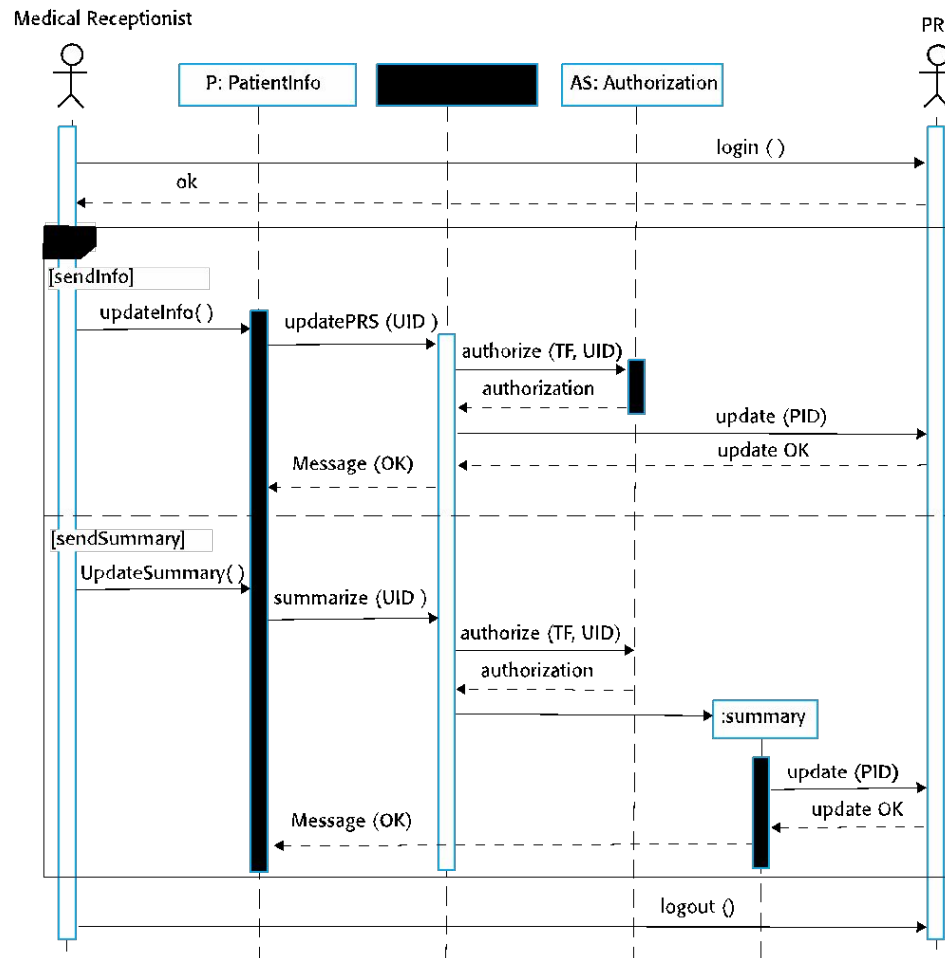 Medical Receptionist
PR
P: PatientInfo
AS: Authorization
login ( )
ok
[sendInfo]
updateInfo( )
updatePRS (UID )
authorize (TF, UID)
authorization
update (PID)
update OK
Message (OK)
[sendSummary]
UpdateSummary( )
summarize (UID )
authorize (TF, UID)
authorization
:summary
update (PID)
update OK
Message (OK)
logout ()